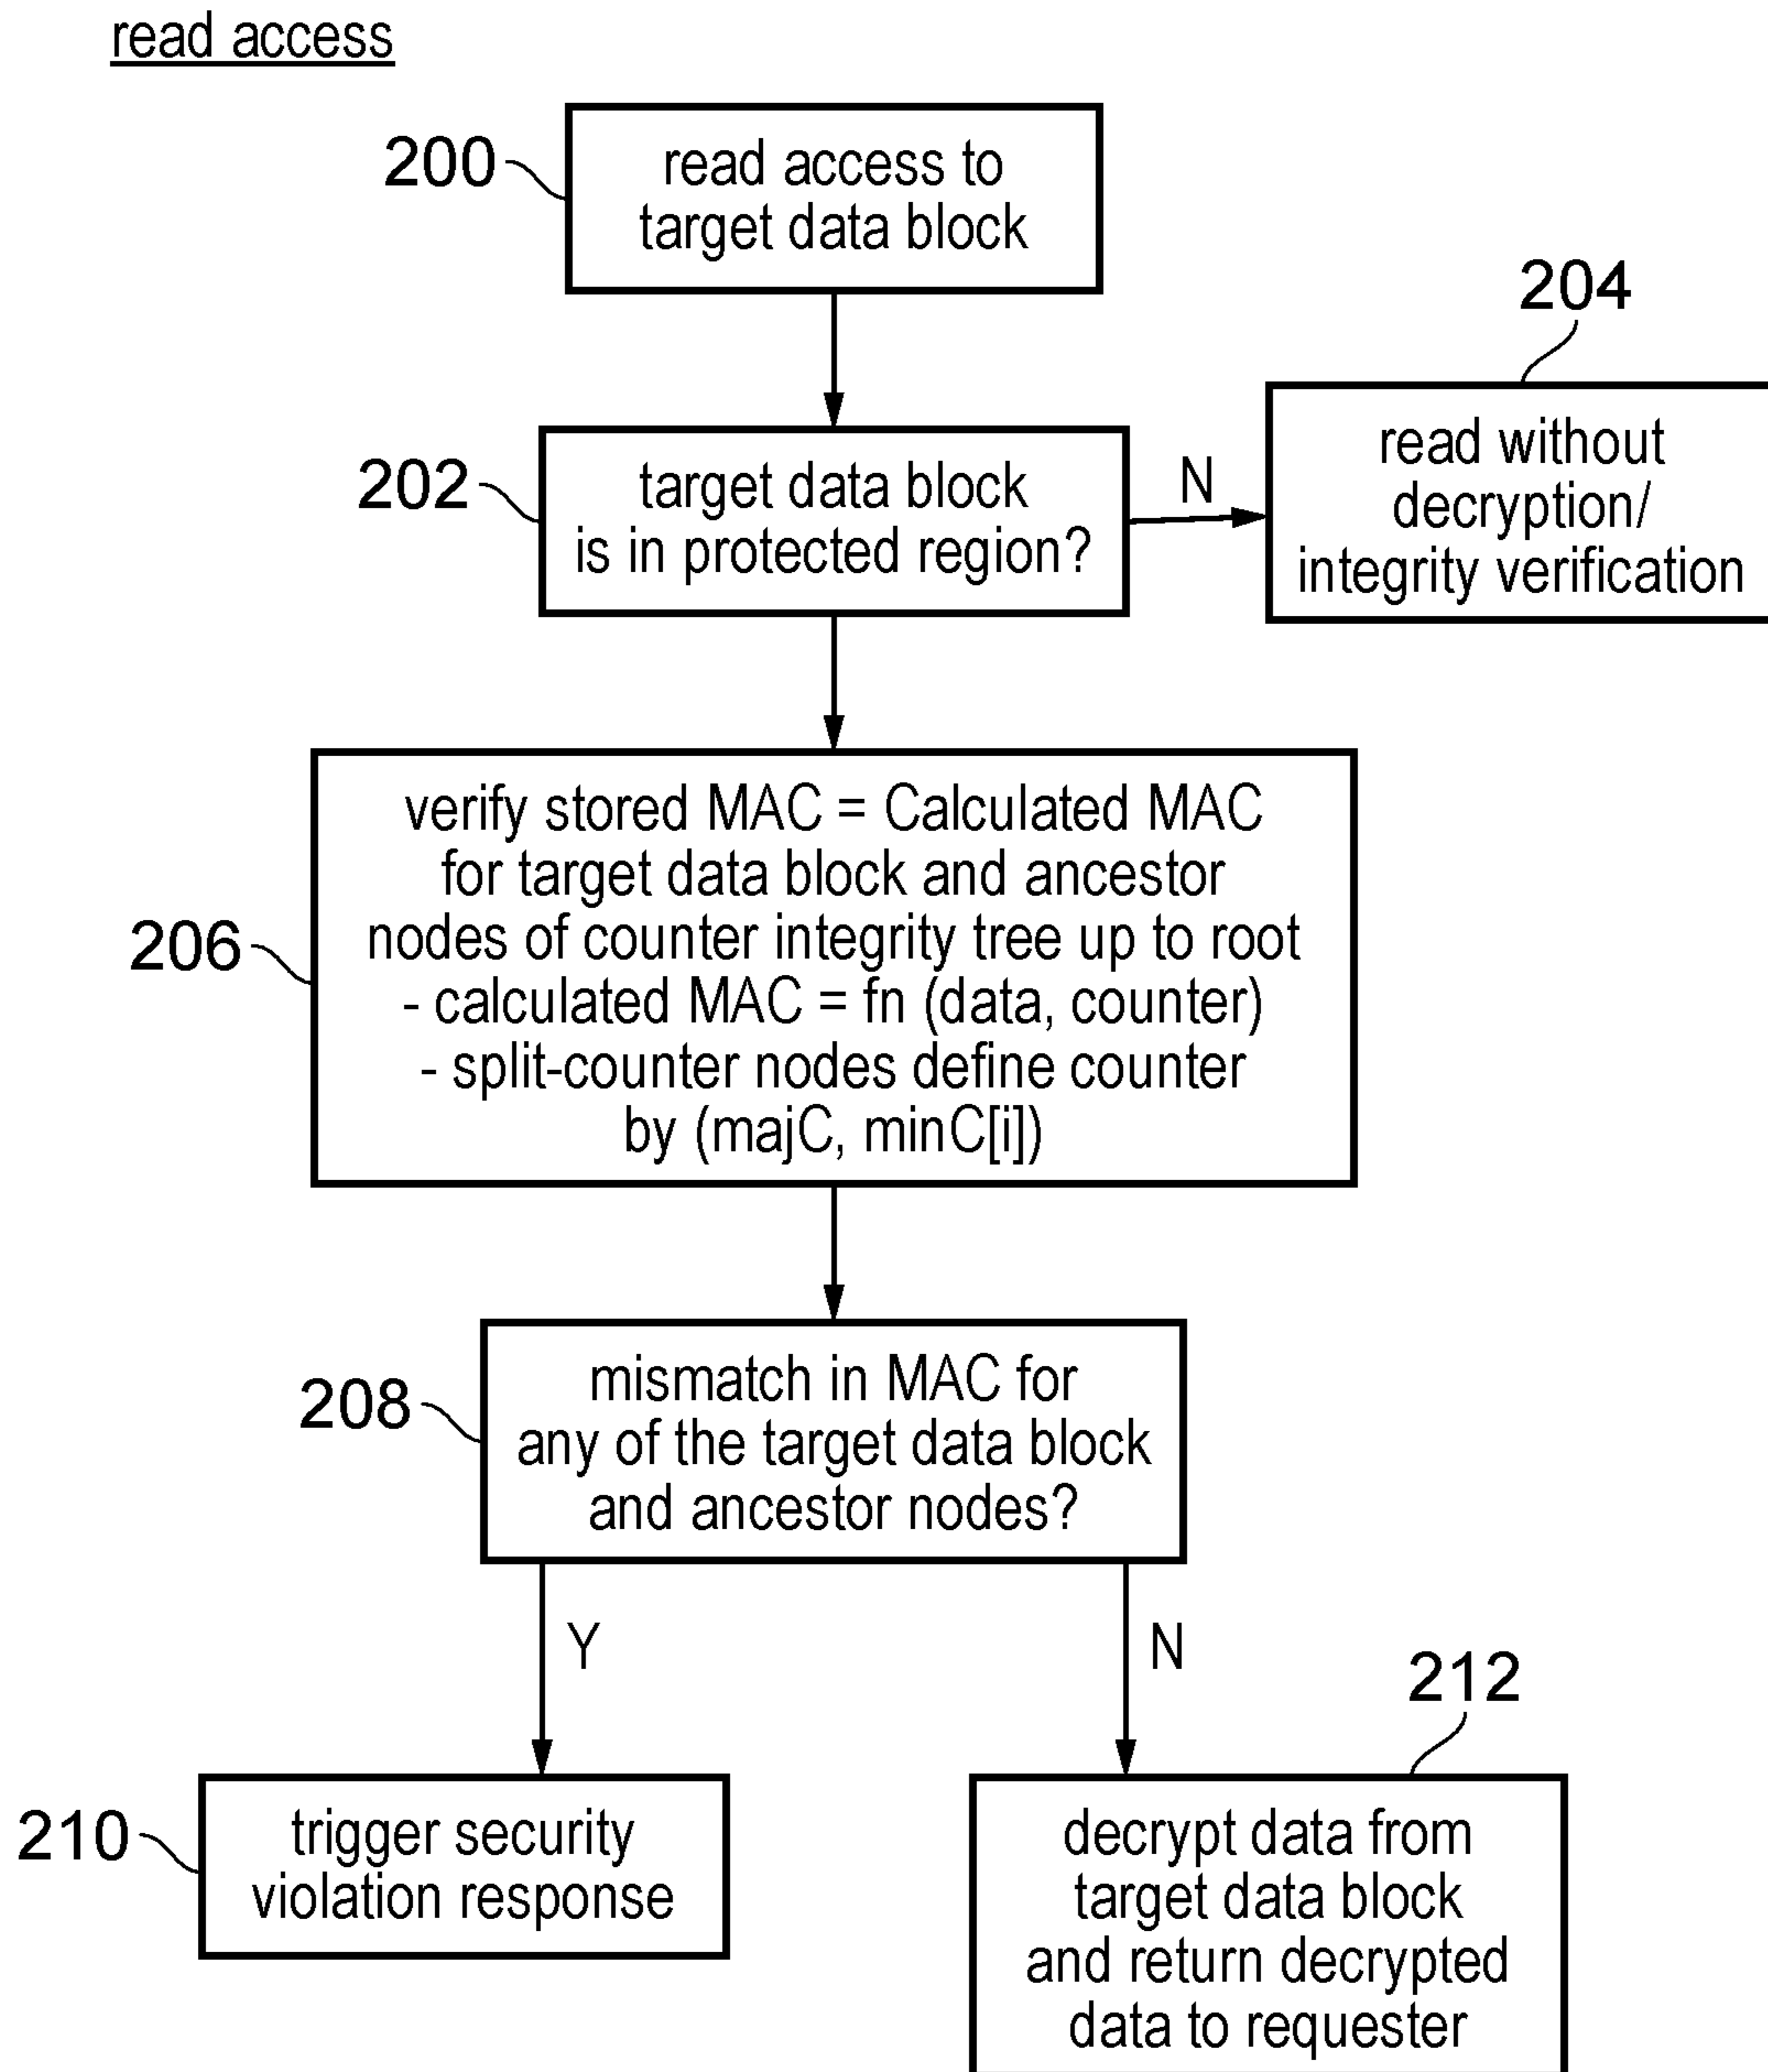 read access
200
read access to
target data block
204
202
target data block
is in protected region?
N
read without
decryption/
integrity verification
206
verify stored MAC = Calculated MAC
for target data block and ancestor
nodes of counter integrity tree up to root
- calculated MAC = fn (data, counter)
- split-counter nodes define counter
by (majC, minC[i])
208
mismatch in MAC for
any of the target data block
and ancestor nodes?
Y
N
212
210
trigger security
violation response
decrypt data from
target data block
and return decrypted
data to requester